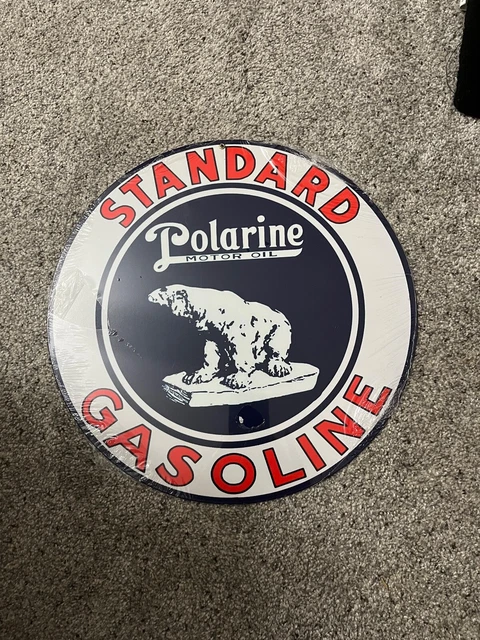 STANDARD
Polarine
MOTOR OIL
GASOLINE